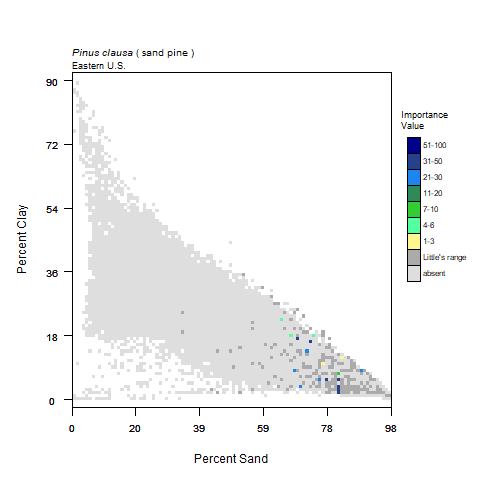 Pinus clausa ( sand pine )
Eastern U.S.
90
72
54
36
18
0
Percent Clay
0
20
39
59
78
98
Percent Sand
Importance
Value
51-100
31-50
21-30
11-20
7-10
4-6
1-3
Little's range
absent